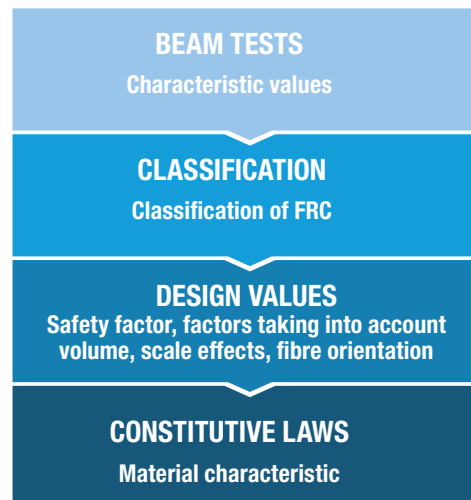 BEAM TESTS
Characteristic values
CLASSIFICATION
Classification of FRC
DESIGN VALUES
Safety factor, factors taking into account
volume, scale effects, fibre orientation
CONSTITUTIVE LAWS
Material characteristic